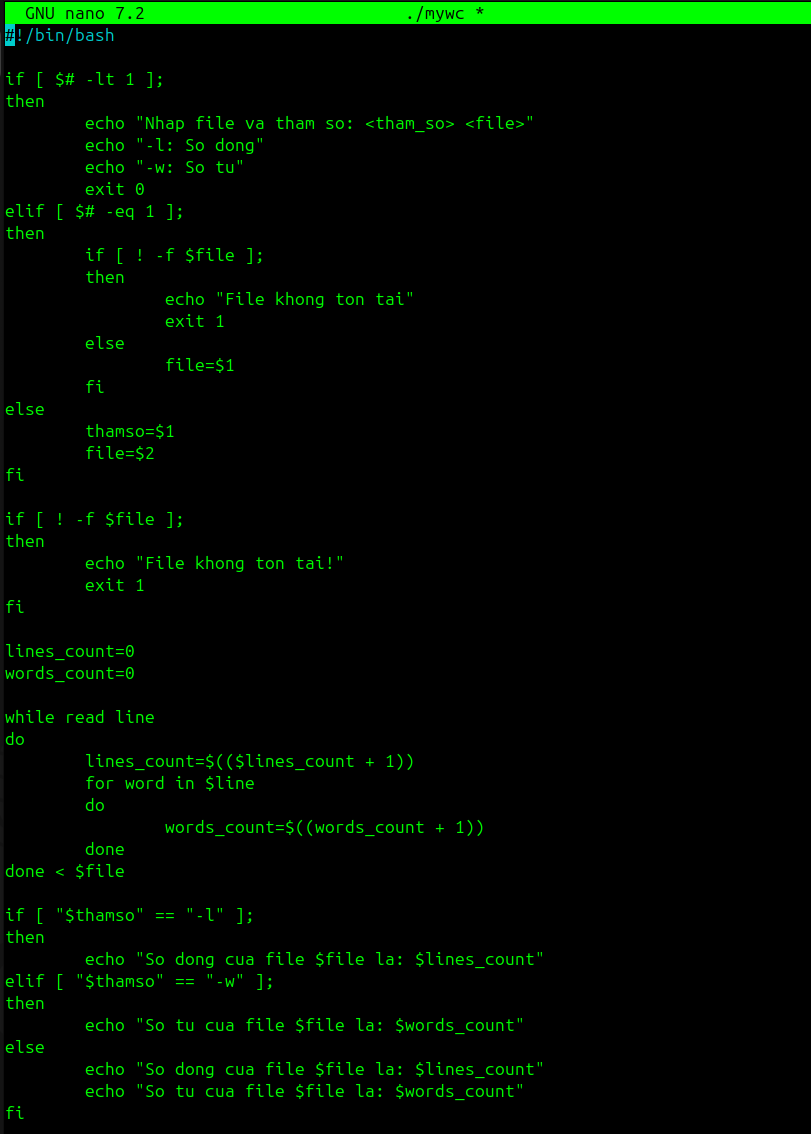 GNU nano 7.2 ./mywc *
#!/bin/bash

if [ $# -lt 1 ];
then
        echo "Nhap file va tham so: <tham_so> <file>"
        echo "-l: So dong"
        echo "-w: So tu"
        exit 0
elif [ $# -eq 1 ];
then
        if [ ! -f $file ];
        then
                echo "File khong ton tai"
                exit 1
        else
                file=$1
        fi
else
        thamso=$1
        file=$2
fi

if [ ! -f $file ];
then
        echo "File khong ton tai!"
        exit 1
fi

lines_count=0
words_count=0

while read line
do
        lines_count=$(($lines_count + 1))
        for word in $line
        do
                words_count=$((words_count + 1))
        done
done < $file

if [ "$thamso" == "-l" ];
then
        echo "So dong cua file $file la: $lines_count"
elif [ "$thamso" == "-w" ];
then
        echo "So tu cua file $file la: $words_count"
else
        echo "So dong cua file $file la: $lines_count"
        echo "So tu cua file $file la: $words_count"
fi